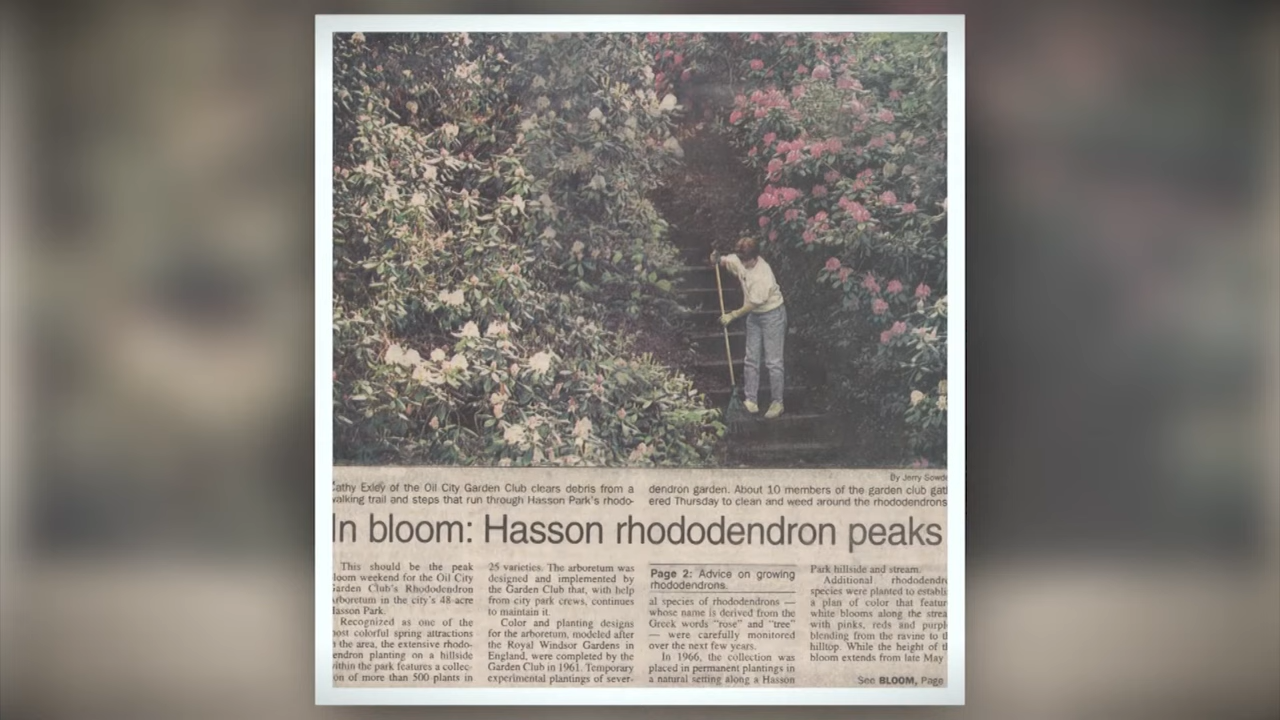 By Jerry Sowde
athy Exley of the Oil City Garden Club clears debris from a
walking trail and steps that run through Hasson Park's rhodo-
dendron garden. About 10 members of the garden club gat
ered Thursday to clean and weed around the rhododendrons
In bloom: Hasson rhododendron peaks
This should be the peak
loom weekend for the Oil City
Garden Club's Rhododendron
rboretum in the city's 48-acre
Hasson Park.
Recognized as one of the
ost colorful spring attractions
the area, the extensive rhodo-
endron planting on a hillside
ithin the park features a collec-
on of more than 500 plants in
25 varieties. The arboretum was
designed and implemented by
the Garden Club that, with help
from city park crews, continues
to maintain it.
Color and planting designs
for the arboretum, modeled after
the Royal Windsor Gardens in
England, were completed by the
Garden Club in 1961. Temporary
experimental plantings of sever-
Page 2: Advice on growing
rhododendrons.
al species of rhododendrons —
whose name is derived from the
Greek words "rose" and "tree"
— were carefully monitored
over the next few years.
In 1966, the collection was
placed in permanent plantings in
a natural setting along a Hasson
Park hillside and stream.
Additional rhododendr
species were planted to establi
a plan of color that featur
white blooms along the strea
with pinks, reds and purpl
blending from the ravine to th
hilltop. While the height of th
bloom extends from late May
See BLOOM, Page